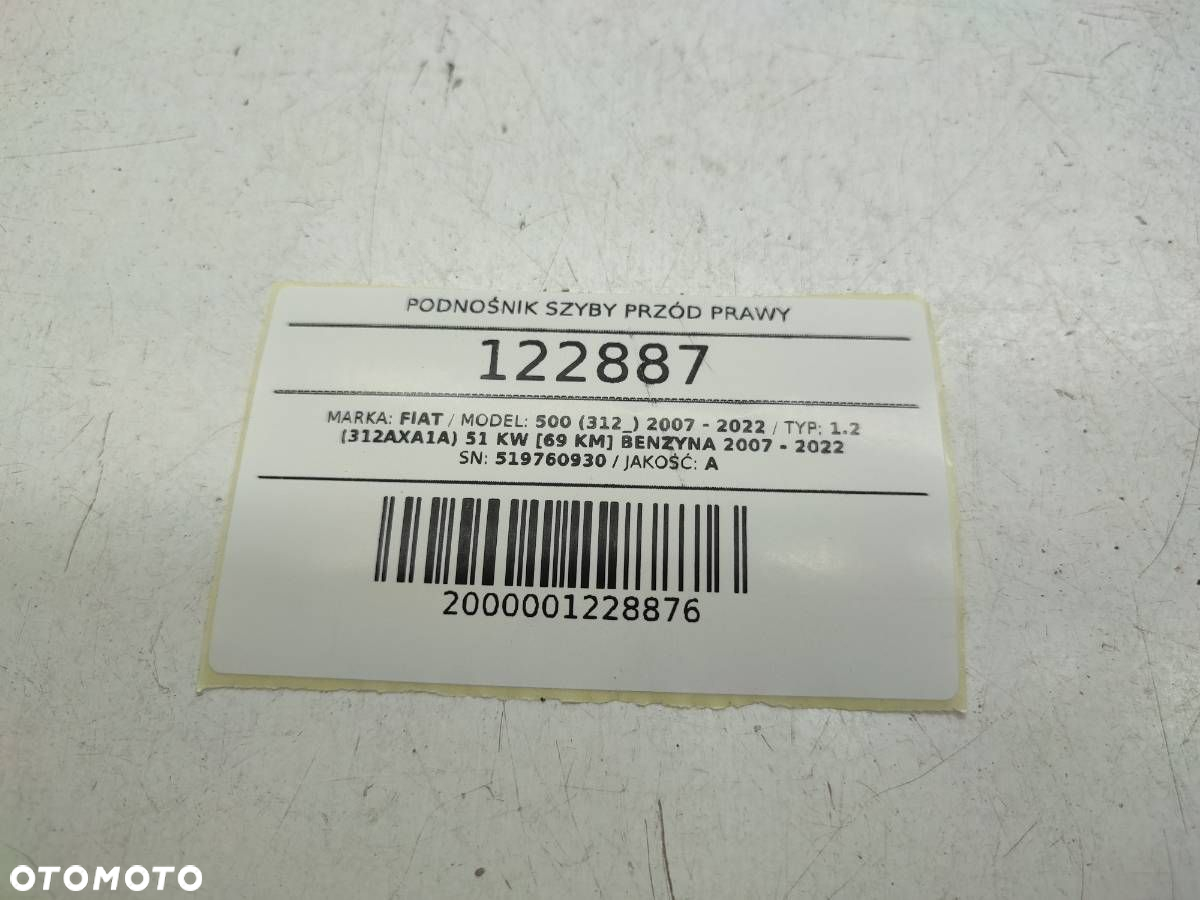 PODNOŚNIK SZYBY PRZÓD PRAWY
122887
MARKA: FIAT / MODEL: 500 (312_) 2007 - 2022 / TYP: 1.2
(312AXA1A) 51 KW [69 KM] BENZYNA 2007 - 2022
SN: 519760930 / JAKOŚĆ: A
2000001228876
OTOMOTO